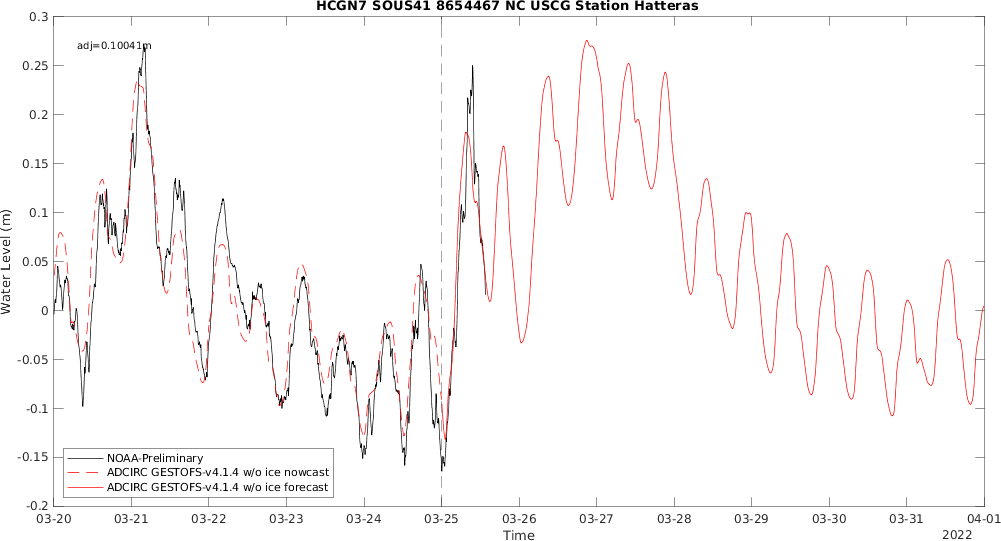 HCGN7 SOUS41 8654467 NC USCG Station Hatteras
adj=0.10041m
0.3
0.25
0.2
0.15
0.1
0.05
0
-0.05
-0.1
-0.15
-0.2
Water Level (m)
NOAA-Preliminary
ADCIRC GESTOFS-v4.1.4 w/o ice nowcast
ADCIRC GESTOFS-v4.1.4 w/o ice forecast
03-20 03-21 03-22 03-23 03-24 03-25 03-26 03-27 03-28 03-29 03-30 03-31 04-01
Time
2022